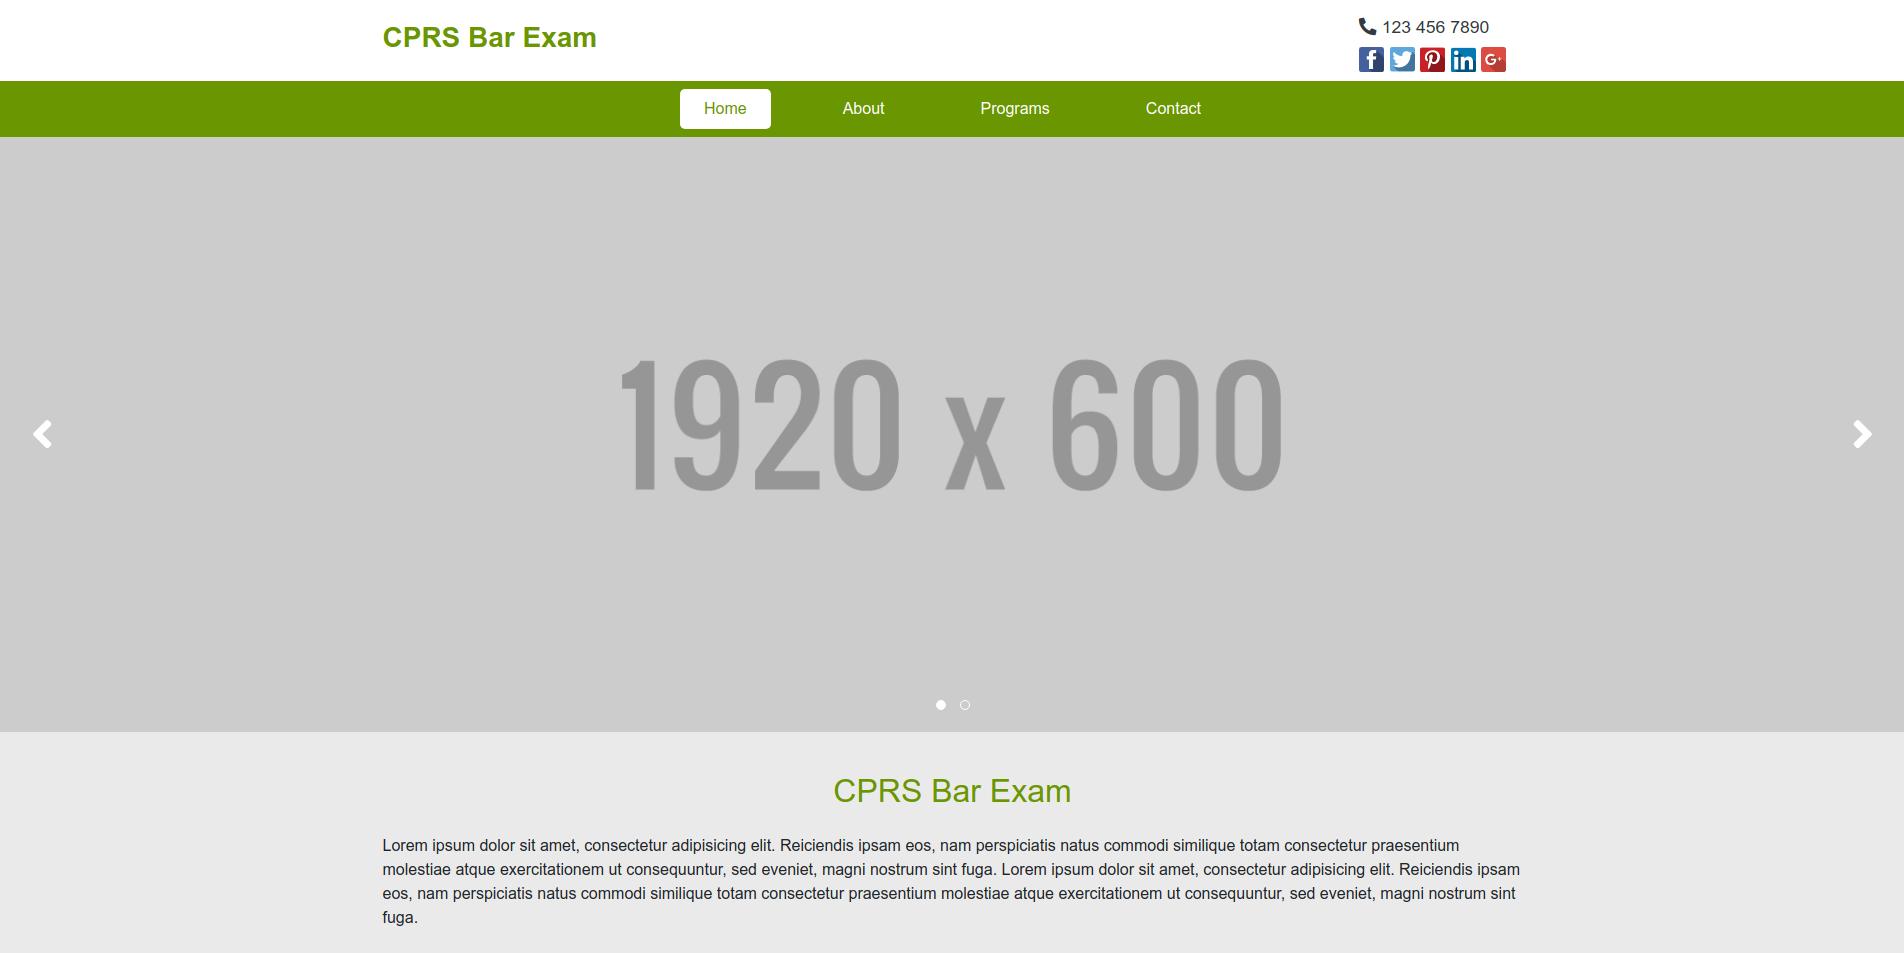 CPRS Bar Exam
123 456 7890
Home About Programs Contact
1920 x 600
CPRS Bar Exam
Lorem ipsum dolor sit amet, consectetur adipisicing elit. Reiciendis ipsam eos, nam perspiciatis natus commodi similique totam consectetur praesentium
molestiae atque exercitationem ut consequuntur, sed eveniet, magni nostrum sint fuga. Lorem ipsum dolor sit amet, consectetur adipisicing elit. Reiciendis ipsam
eos, nam perspiciatis natus commodi similique totam consectetur praesentium molestiae atque exercitationem ut consequuntur, sed eveniet, magni nostrum sint
fuga.